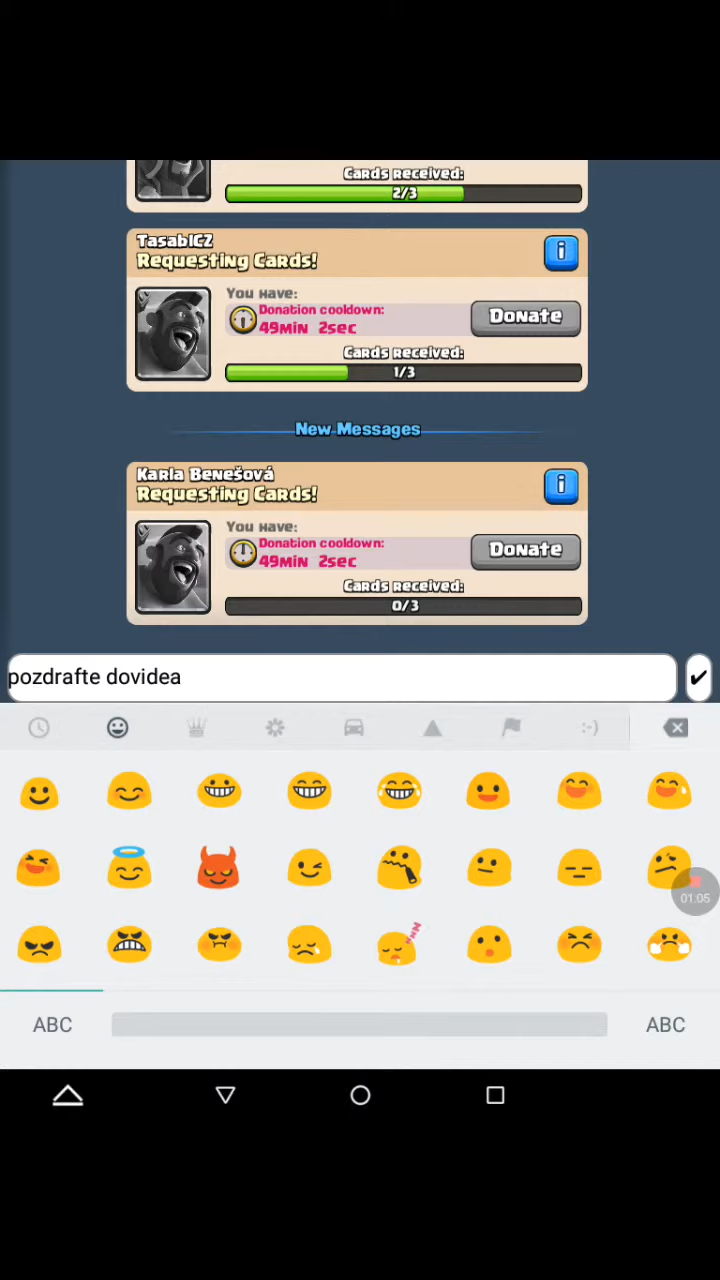 Cards received:
2/3
TasabiCZ
Requesting Cards!
i
You have:
Donation cooldown:
49min 2sec
Donate
Cards received:
1/3
New Messages
Karla Benešová
Requesting Cards!
i
You have:
Donation cooldown:
49min 2sec
Donate
Cards received:
0/3
pozdrafte dovidea
:-)
01:05
ABC
ABC